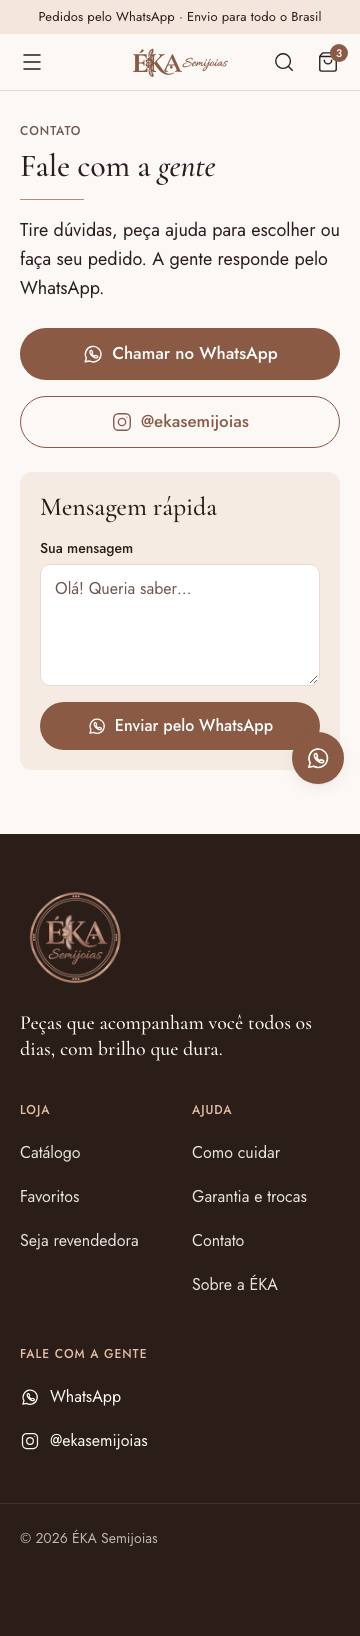 Pedidos pelo WhatsApp · Envio para todo o Brasil
ÉKA Semijoias
3
CONTATO
Fale com a gente
Tire dúvidas, peça ajuda para escolher ou
faça seu pedido. A gente responde pelo
WhatsApp.
Chamar no WhatsApp
@ekasemijoias
Mensagem rápida
Sua mensagem
Olá! Queria saber...
Enviar pelo WhatsApp
ÉKA
Semijoias
Peças que acompanham você todos os
dias, com brilho que dura.
LOJA
Catálogo
Favoritos
Seja revendedora
AJUDA
Como cuidar
Garantia e trocas
Contato
Sobre a ÉKA
FALE COM A GENTE
WhatsApp
@ekasemijoias
© 2026 ÉKA Semijoias